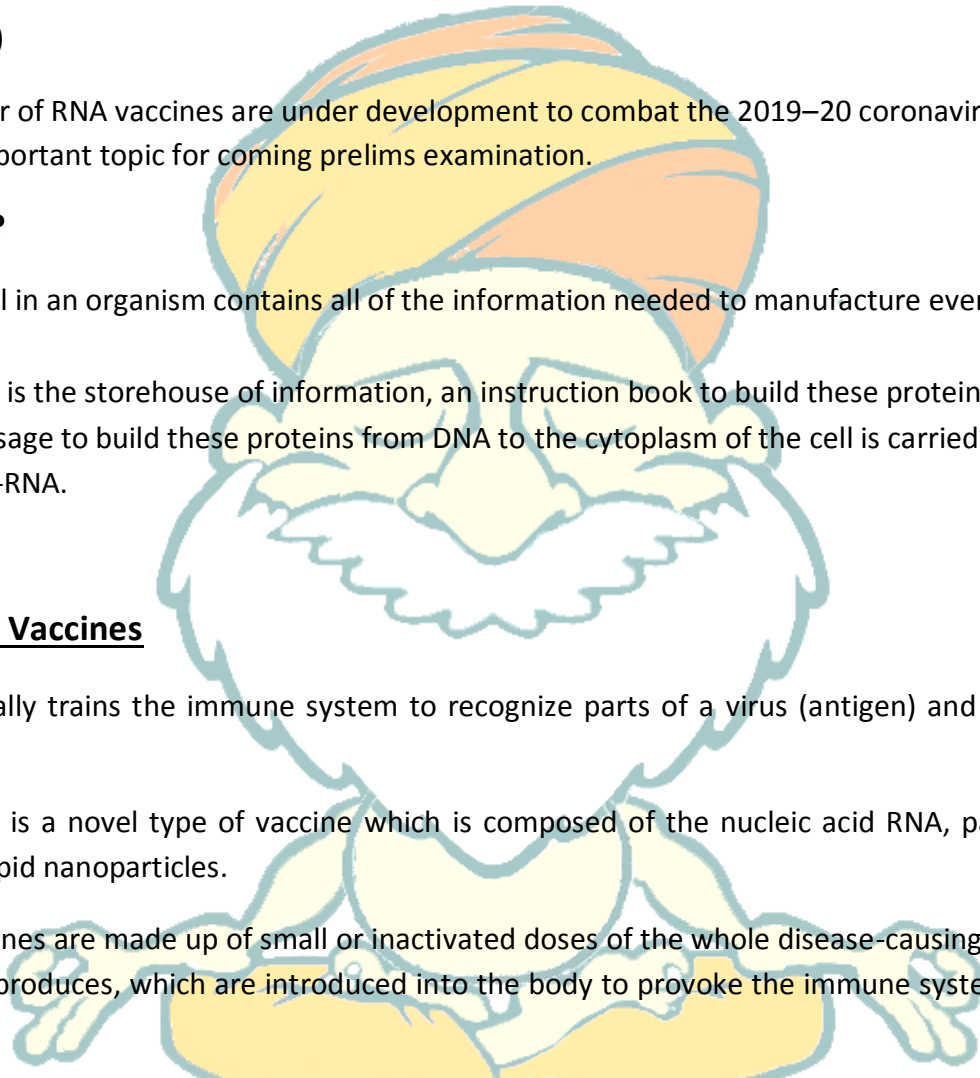 )
r of RNA vaccines are under development to combat the 2019–20 coronavir
portant topic for coming prelims examination.
?
l in an organism contains all of the information needed to manufacture ever
is the storehouse of information, an instruction book to build these protein
sage to build these proteins from DNA to the cytoplasm of the cell is carried
-RNA.
Vaccines
ally trains the immune system to recognize parts of a virus (antigen) and
is a novel type of vaccine which is composed of the nucleic acid RNA, pa
pid nanoparticles.
nes are made up of small or inactivated doses of the whole disease-causing
produces, which are introduced into the body to provoke the immune syste